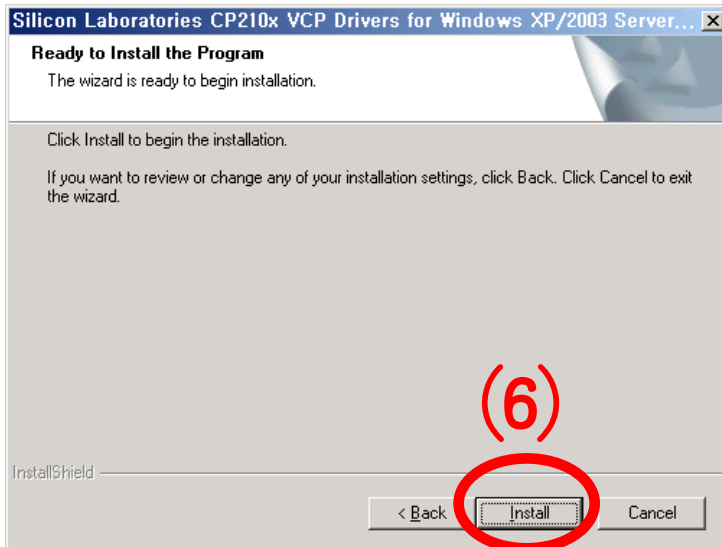 Silicon Laboratories CP210x VCP Drivers for Windows XP/2003 Server...
Ready to Install the Program
The wizard is ready to begin installation.
Click Install to begin the installation.
If you want to review or change any of your installation settings, click Back. Click Cancel to exit
the wizard.
(6)
InstallShield
< Back Install Cancel